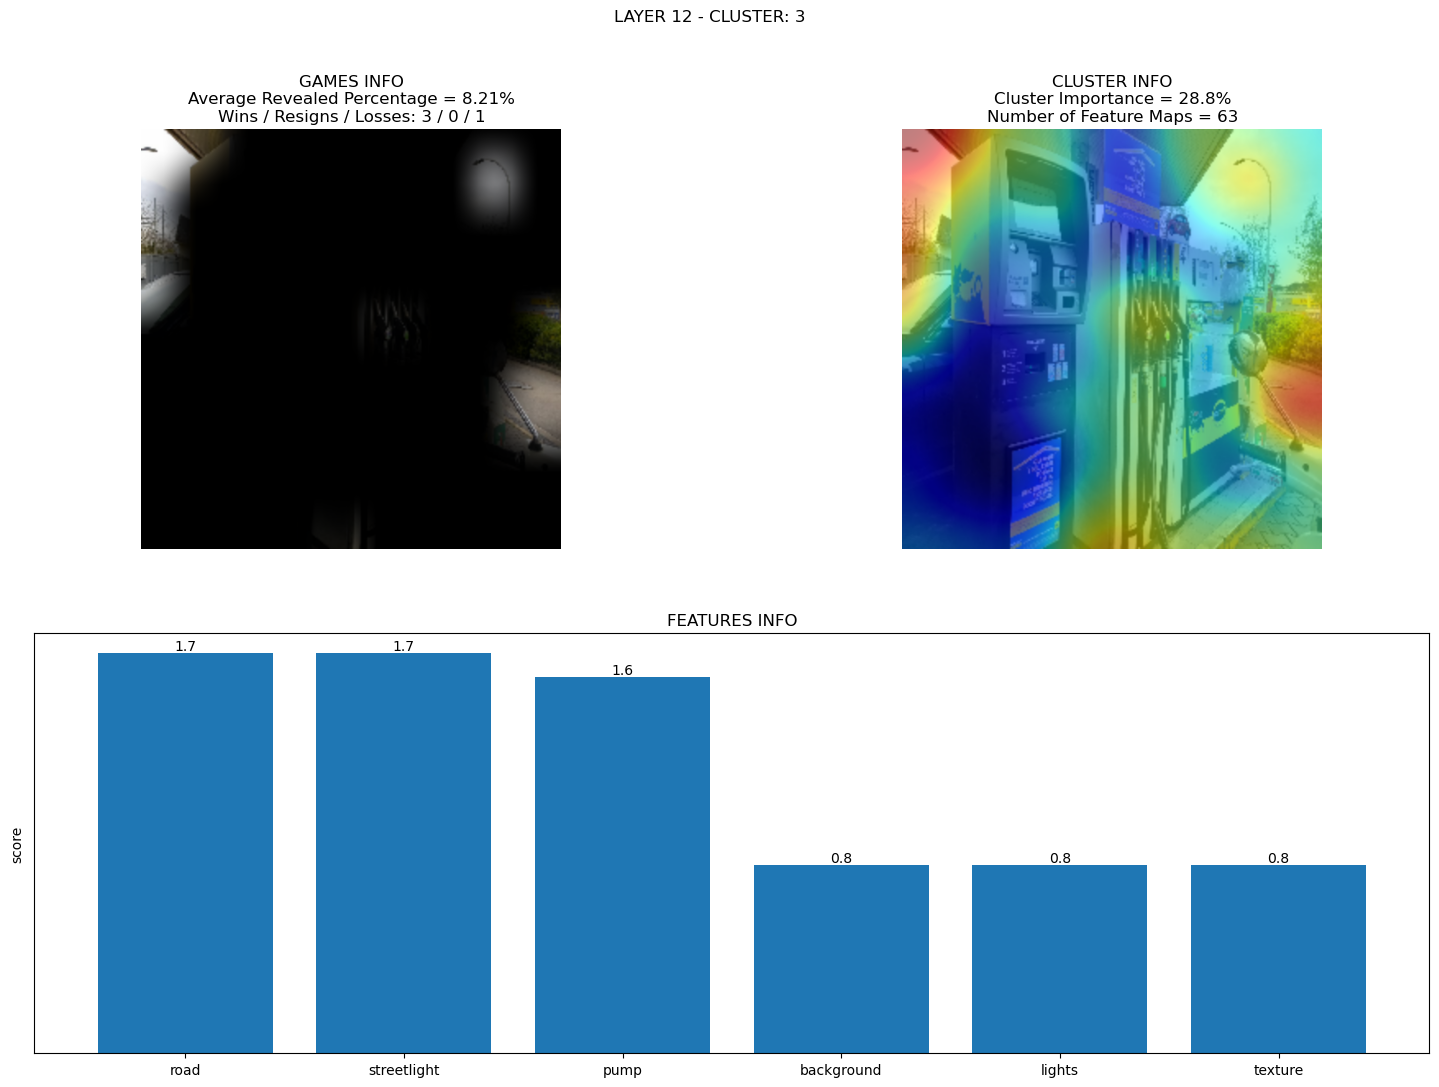 LAYER 12 - CLUSTER: 3
GAMES INFO
Average Revealed Percentage = 8.21%
Wins / Resigns / Losses: 3 / 0 / 1
CLUSTER INFO
Cluster Importance = 28.8%
Number of Feature Maps = 63
FEATURES INFO
score
1.7
1.7
1.6
0.8
0.8
0.8
road
streetlight
pump
background
lights
texture